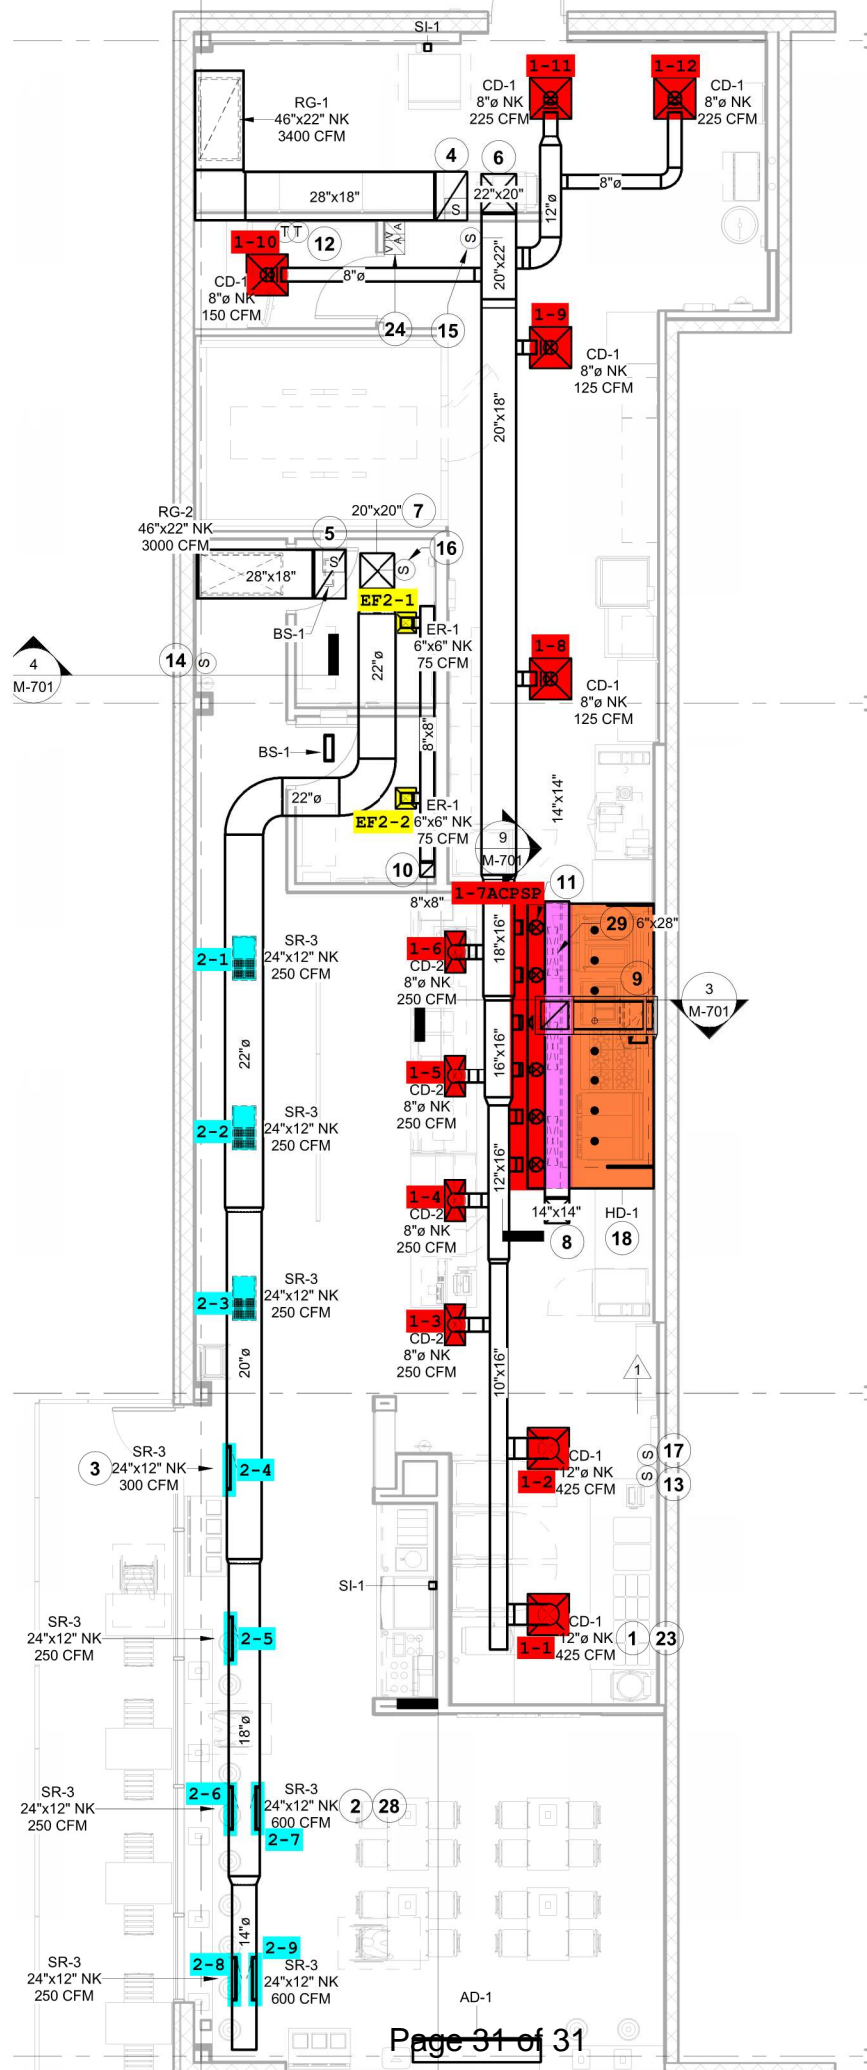 SI-1
1-11
1-12
CD-1
8"ø NK
225 CFM
CD-1
8"ø NK
225 CFM
RG-1
46"x22" NK
3400 CFM
4
6
28"x18"
S
22"x20"
8"ø
12"ø
T T
12
1-10
A
A
V
V
S
20"x22"
CD-1
8"ø NK
150 CFM
8"ø
24
15
1-9
CD-1
8"ø NK
125 CFM
20"x18"
RG-2
46"x22" NK
3000 CFM
20"x20"
7
5
S
16
S
28"x18"
EF2-1
BS-1
ER-1
6"x6" NK
75 CFM
14
S
4
M-701
22"ø
1-8
CD-1
8"ø NK
125 CFM
8"x8"
BS-1
22"ø
14"x14"
EF2-2
ER-1
6"x6" NK
75 CFM
9
M-701
10
8"x8"
1-7ACPSP
11
29
6"x28"
2-1
SR-3
24"x12" NK
250 CFM
1-6
CD-2
8"ø NK
250 CFM
18"x16"
9
3
M-701
22"ø
16"x16"
1-5
CD-2
8"ø NK
250 CFM
2-2
SR-3
24"x12" NK
250 CFM
12"x16"
1-4
CD-2
8"ø NK
250 CFM
14"x14"
8
HD-1
18
2-3
SR-3
24"x12" NK
250 CFM
1-3
CD-2
8"ø NK
250 CFM
20"ø
10"x16"
1
3
SR-3
24"x12" NK
300 CFM
2-4
CD-1
12"ø NK
425 CFM
1-2
S
17
S
13
SI-1
SR-3
24"x12" NK
250 CFM
2-5
CD-1
12"ø NK
425 CFM
1-1
1
23
18"ø
SR-3
24"x12" NK
250 CFM
2-6
SR-3
24"x12" NK
600 CFM
2-7
2
28
14"ø
SR-3
24"x12" NK
250 CFM
2-8
2-9
SR-3
24"x12" NK
600 CFM
AD-1
Page 31 of 31